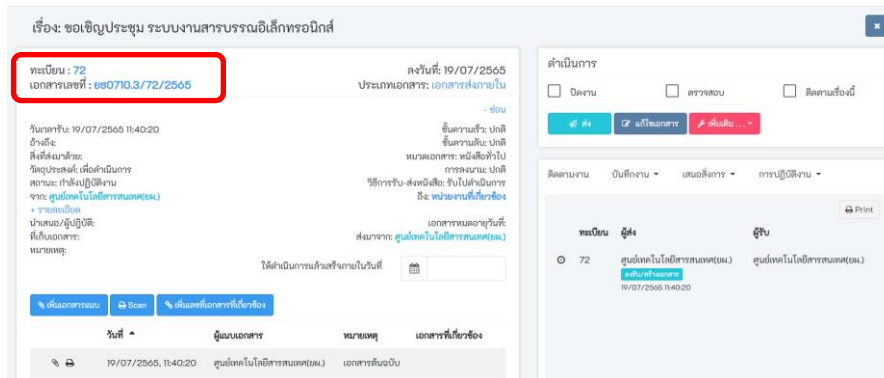 เรื่อง: ขอเชิญประชุม ระบบงานสารบรรณอิเล็กทรอนิกส์
×
ทะเบียน : 72
ลงวันที่: 19/07/2565
เอกสารเลขที่ : ยธ0710.3/72/2565
ประเภทเอกสาร: เอกสารส่งภายใน
- ซ่อน
วันเวลารับ: 19/07/2565 11:40:20
ชั้นความเร็ว: ปกติ
อ้างถึง:
ชั้นความลับ: ปกติ
สิ่งที่ส่งมาด้วย:
หมวดเอกสาร: หนังสือทั่วไป
วัตถุประสงค์: เพื่อดำเนินการ
การลงนาม: ปกติ
สถานะ: กำลังปฏิบัติงาน
วิธีการรับ-ส่งหนังสือ: รับไปดำเนินการ
จาก: ศูนย์เทคโนโลยีสารสนเทศ(ยผ.)
ถึง: หน่วยงานที่เกี่ยวข้อง
+ รายละเอียด
นำเสนอ/ผู้ปฏิบัติ:
เอกสารหมดอายุวันที่:
ที่เก็บเอกสาร:
ส่งมาจาก: ศูนย์เทคโนโลยีสารสนเทศ(ยผ.)
หมายเหตุ:
ให้ดำเนินการแล้วเสร็จภายในวันที่
เพิ่มเอกสารแนบ Scan เพิ่มเลขที่เอกสารที่เกี่ยวข้อง
วันที่ ผู้แนบเอกสาร หมายเหตุ เอกสารที่เกี่ยวข้อง
19/07/2565, 11:40:20 ศูนย์เทคโนโลยีสารสนเทศ(ยผ.) เอกสารต้นฉบับ
ดำเนินการ
ปิดงาน ตรวจสอบ ติดตามเรื่องนี้
ส่ง แก้ไขเอกสาร เพิ่มเติม...
ติดตามงาน บันทึกงาน เสนอสั่งการ การปฏิบัติงาน
Print
ทะเบียน ผู้ส่ง ผู้รับ
72 ศูนย์เทคโนโลยีสารสนเทศ(ยผ.) ศูนย์เทคโนโลยีสารสนเทศ(ยผ.)
ลงรับ/สร้างเอกสาร
19/07/2565 11:40:20